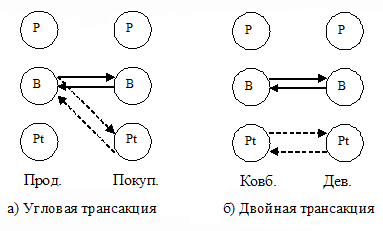 P P P P
B B B B
Pt Pt Pt Pt
Прод. Покуп. Ковб. Дев.
а) Угловая трансакция б) Двойная трансакция